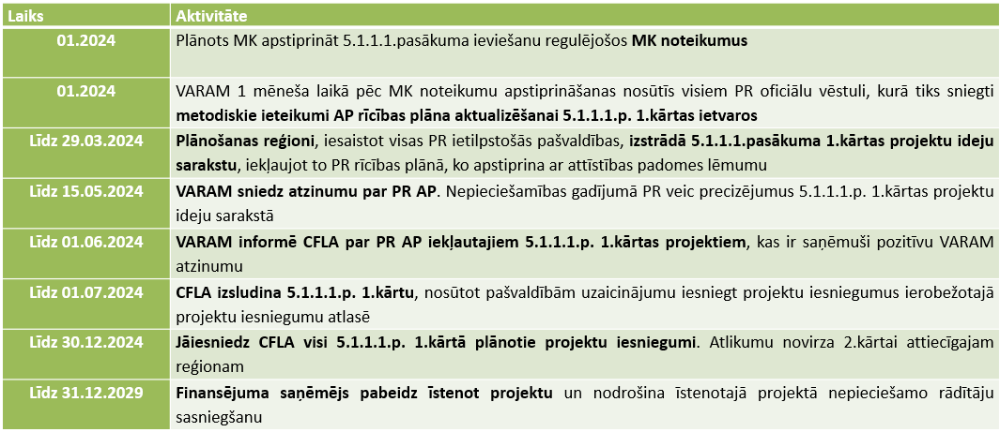 Laiks Aktivitāte
01.2024 Plānots MK apstiprināt 5.1.1.1.pasākuma ieviešanu regulējošos MK noteikumus
01.2024 VARAM 1 mēneša laikā pēc MK noteikumu apstiprināšanas nosūtīs visiem PR oficiālu vēstuli, kurā tiks sniegti
metodiskie ieteikumi AP rīcības plāna aktualizēšanai 5.1.1.1.p. 1.kārtas ietvaros
Līdz 29.03.2024 Plānošanas reģioni, iesaistot visas PR ietilpstošās pašvaldības, izstrādā 5.1.1.1.pasākuma 1.kārtas projektu ideju
sarakstu, iekļaujot to PR rīcības plānā, ko apstiprina ar attīstības padomes lēmumu
Līdz 15.05.2024 VARAM sniedz atzinumu par PR AP. Nepieciešamības gadījumā PR veic precizējumus 5.1.1.1.p. 1.kārtas projektu
ideju sarakstā
Līdz 01.06.2024 VARAM informē CFLA par PR AP iekļautajiem 5.1.1.1.p. 1.kārtas projektiem, kas ir saņēmuši pozitīvu VARAM
atzinumu
Līdz 01.07.2024 CFLA izsludina 5.1.1.1.p. 1.kārtu, nosūtot pašvaldībām uzaicinājumu iesniegt projektu iesniegumus ierobežotajā
projektu iesniegumu atlasē
Līdz 30.12.2024 Jāiesniedz CFLA visi 5.1.1.1.p. 1.kārtā plānotie projektu iesniegumi. Atlikumu novirza 2.kārtai attiecīgajam
reģionam
Līdz 31.12.2029 Finansējuma saņēmējs pabeidz īstenot projektu un nodrošina īstenotajā projektā nepieciešamo rādītāju
sasniegšanu